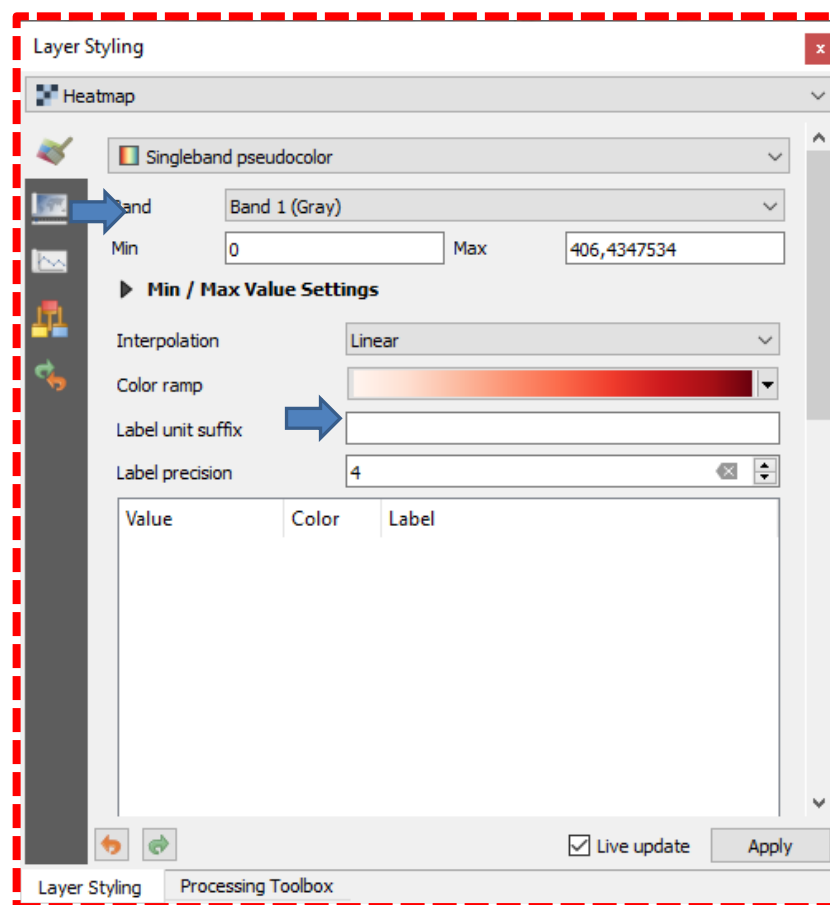 Layer Styling
x
Heatmap
Singleband pseudocolor
Band Band 1 (Gray)
Min 0 Max 406,4347534
Min / Max Value Settings
Interpolation Linear
Color ramp
Label unit suffix
Label precision 4
Value Color Label
Live update Apply
Layer Styling Processing Toolbox